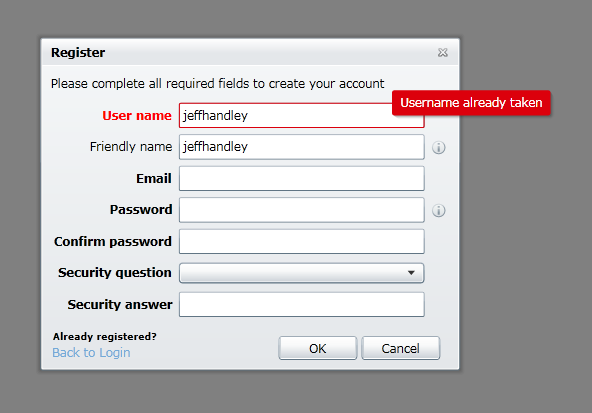 Register
Please complete all required fields to create your account
Username already taken
User name jeffhandley
Friendly name jeffhandley
Email
Password
Confirm password
Security question
Security answer
Already registered?
Back to Login
OK Cancel